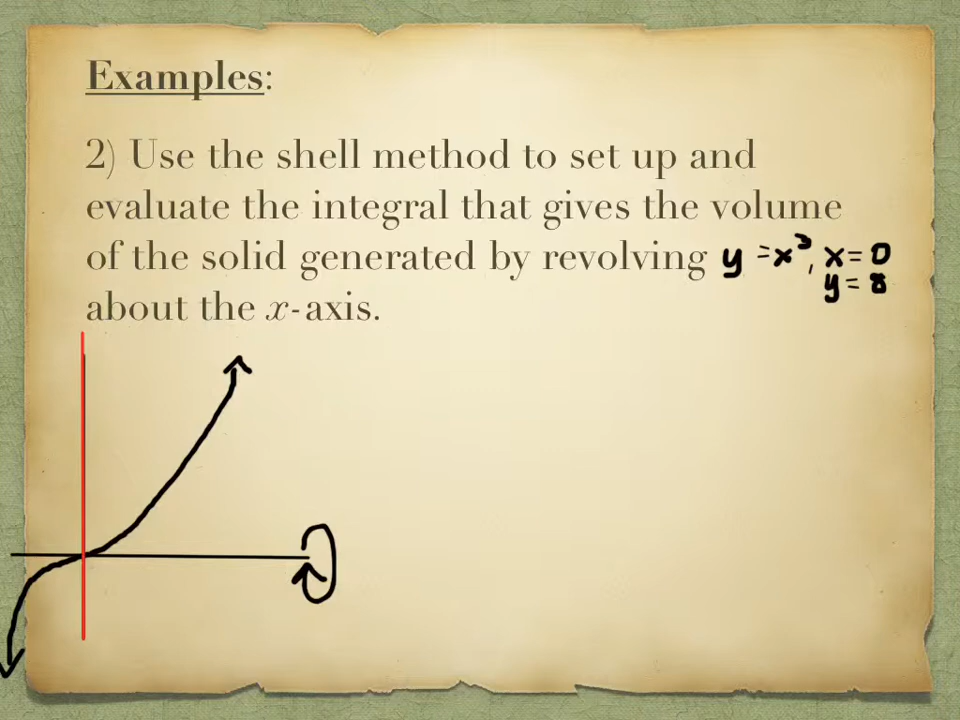 Examples:
2) Use the shell method to set up and
evaluate the integral that gives the volume
of the solid generated by revolving y = x³, x = 0
y = 8
about the x-axis.